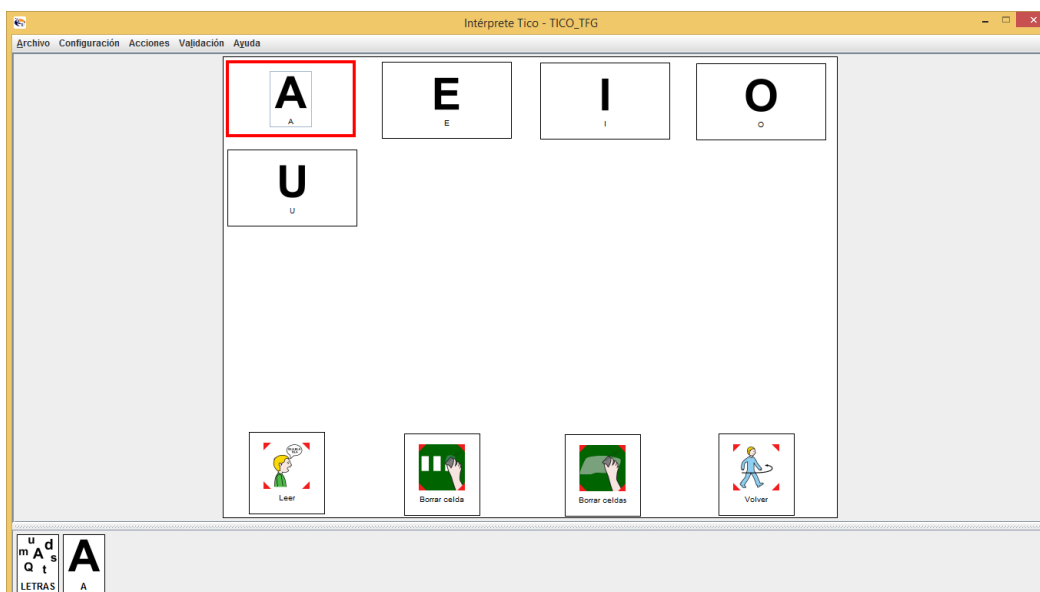 Intérprete Tico - TICO_TFG
Archivo Configuración Acciones Validación Ayuda
A E I O
A E I O
U
U
Leer Borrar celda Borrar celdas Volver
u d
m A s
Q t
A
LETRAS A